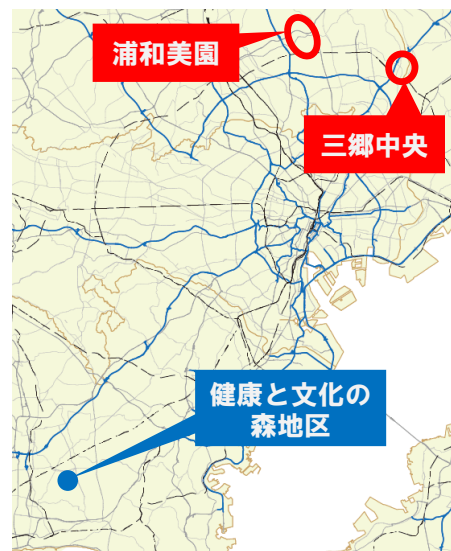 浦和美園
三郷中央
健康と文化の
森地区